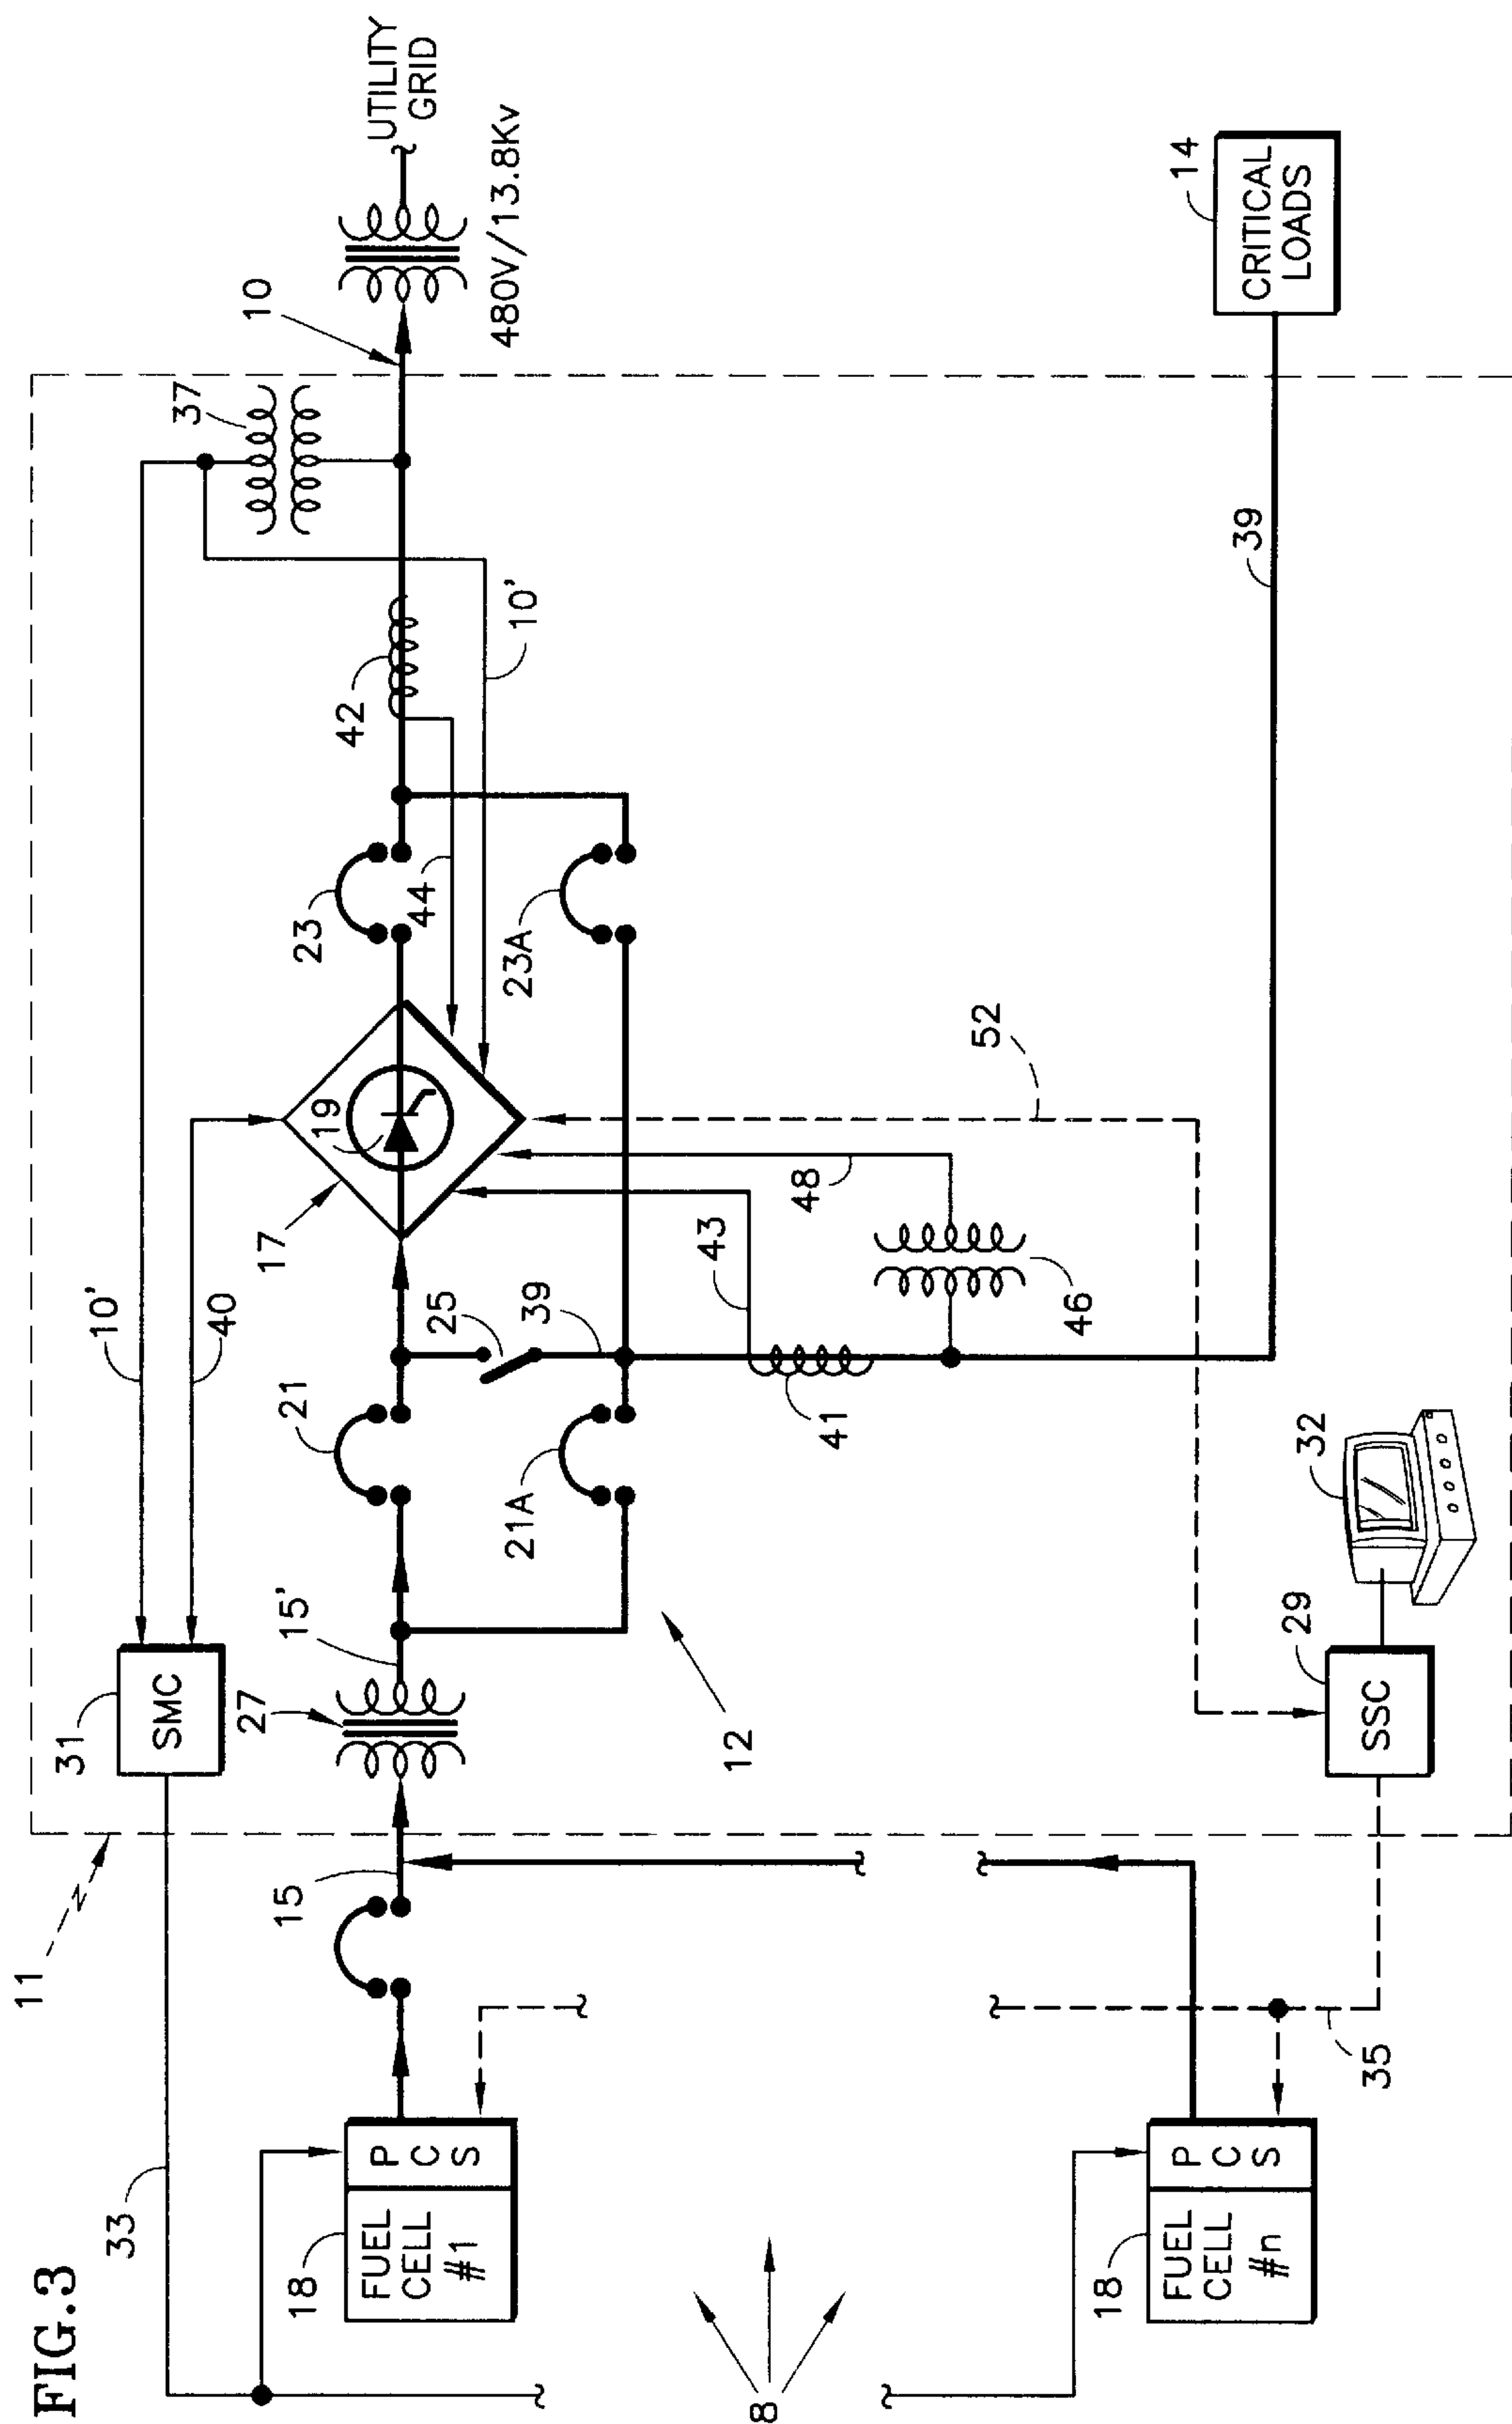 FIG.3
11
31
SMC
10'
40
33
37
10
UTILITY
GRID
480V/13.8Kv
15
27
15'
21
17
19
23
44
42
10'
18
FUEL
CELL
#1
P
C
S
21A
25
39
23A
12
43
48
52
41
46
8
39
14
CRITICAL
LOADS
18
FUEL
CELL
#n
P
C
S
35
29
SSC
32